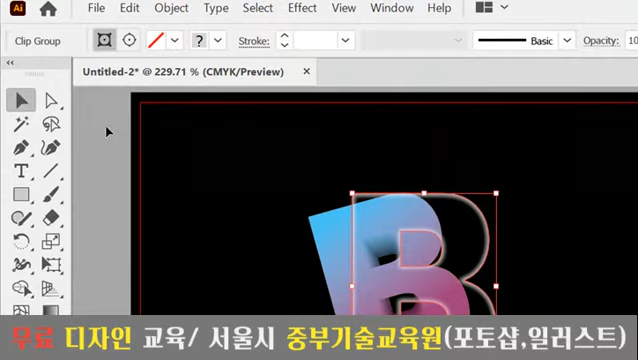 Ai File Edit Object Type Select Effect View Window Help
Clip Group ? Stroke: Basic Opacity: 10
Untitled-2* @ 229.71 % (CMYK/Preview) ×
T
B
무료 디자인 교육/ 서울시 중부기술교육원(포토샵,일러스트)